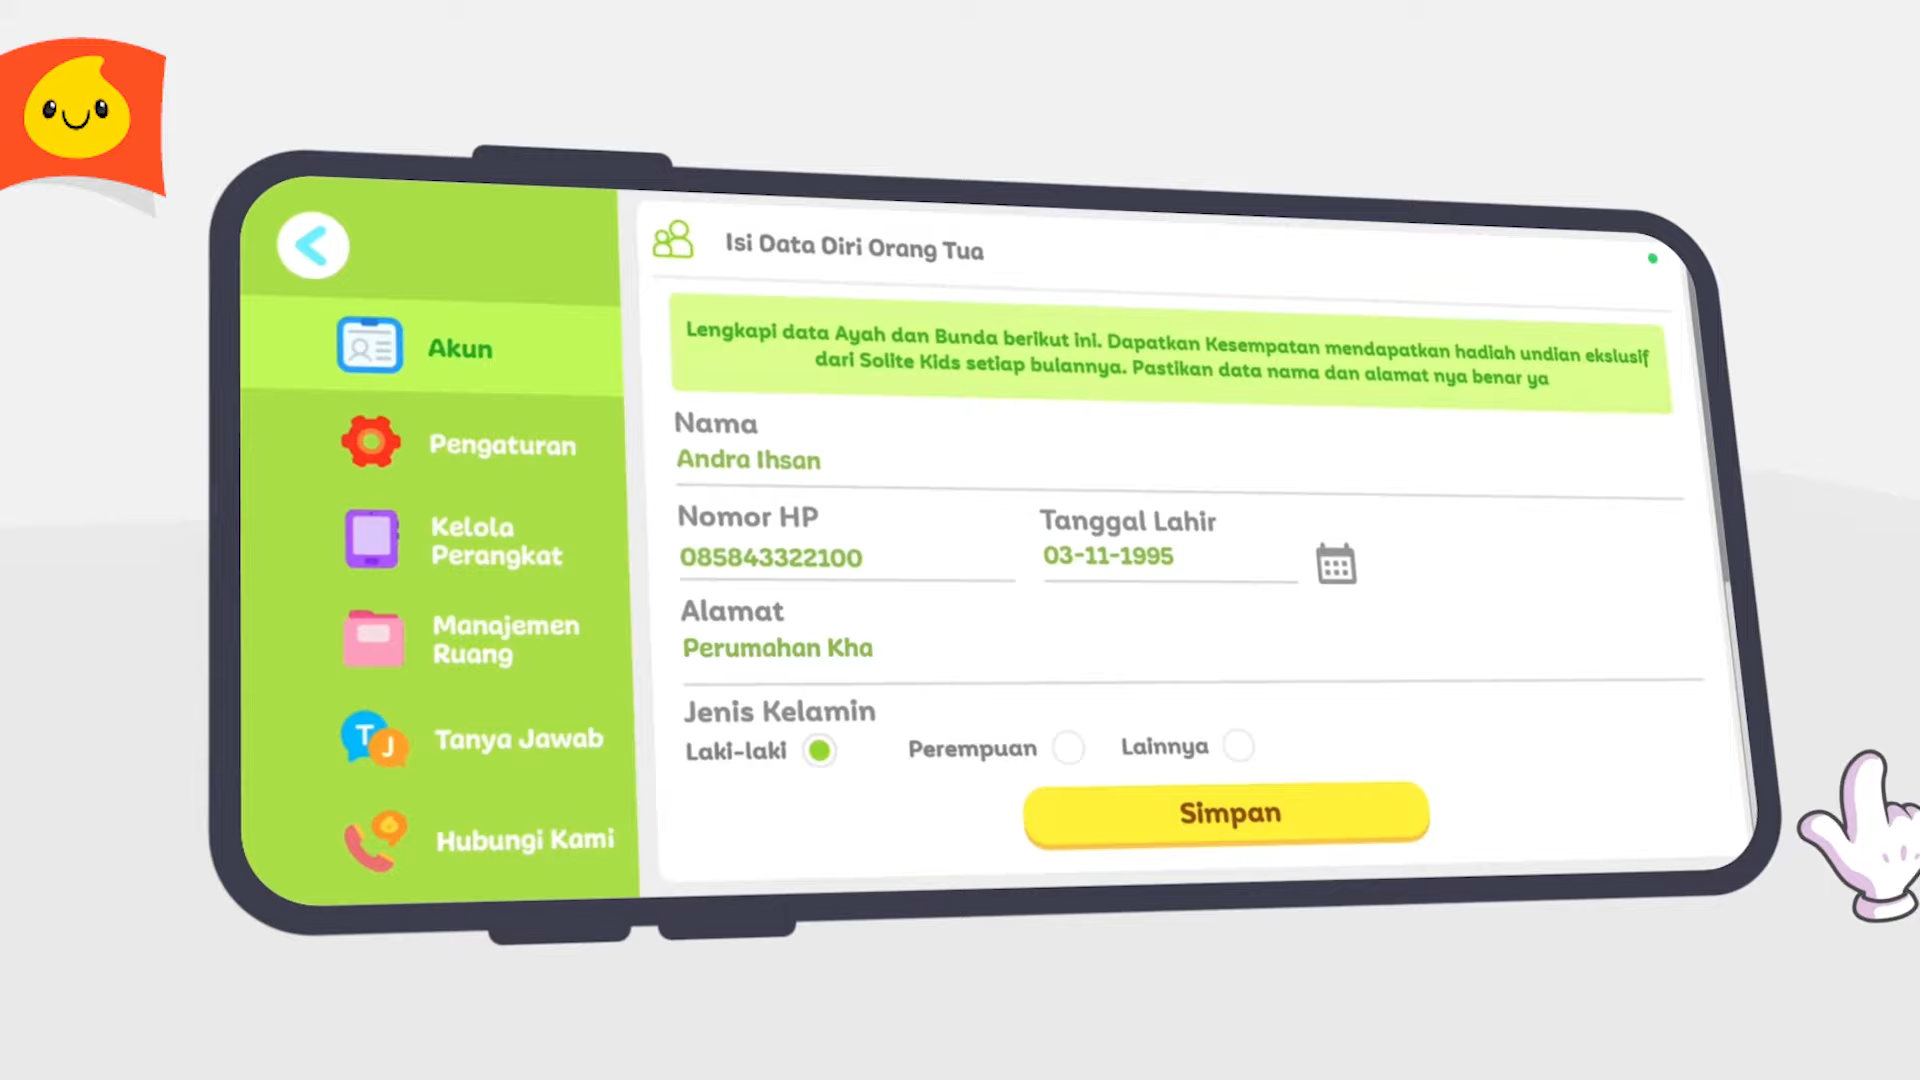 Isi Data Diri Orang Tua
Lengkapi data Ayah dan Bunda berikut ini. Dapatkan Kesempatan mendapatkan hadiah undian ekslusif
dari Solite Kids setiap bulannya. Pastikan data nama dan alamat nya benar ya
Akun
Pengaturan
Kelola
Perangkat
Manajemen
Ruang
T J
Tanya Jawab
Hubungi Kami
Nama
Andra Ihsan
Nomor HP
085843322100
Tanggal Lahir
03-11-1995
Alamat
Perumahan Kha
Jenis Kelamin
Laki-laki
Perempuan
Lainnya
Simpan